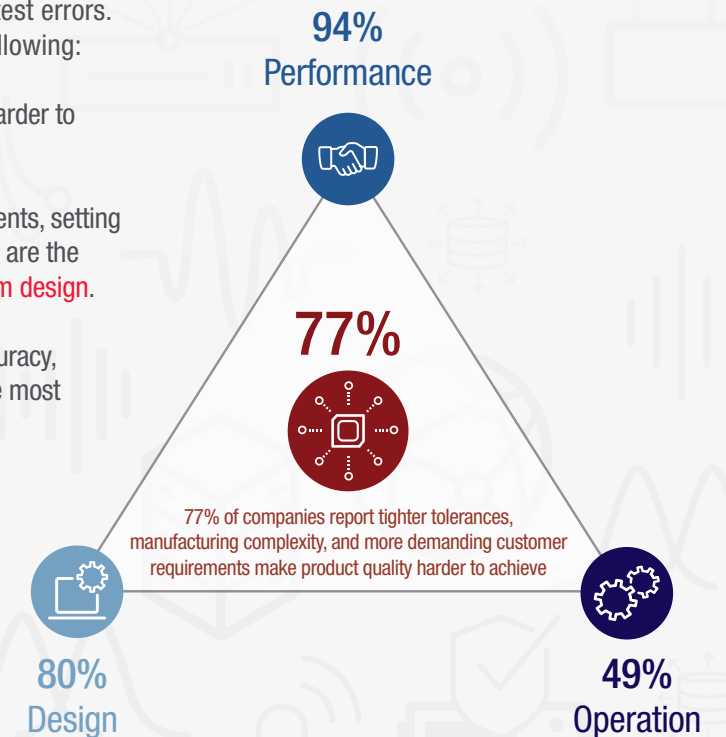 test errors.
llowing:
arder to
ents, setting
are the
m design.
uracy,
most
94%
Performance
77%
77% of companies report tighter tolerances,
manufacturing complexity, and more demanding customer
requirements make product quality harder to achieve
80%
Design
49%
Operation